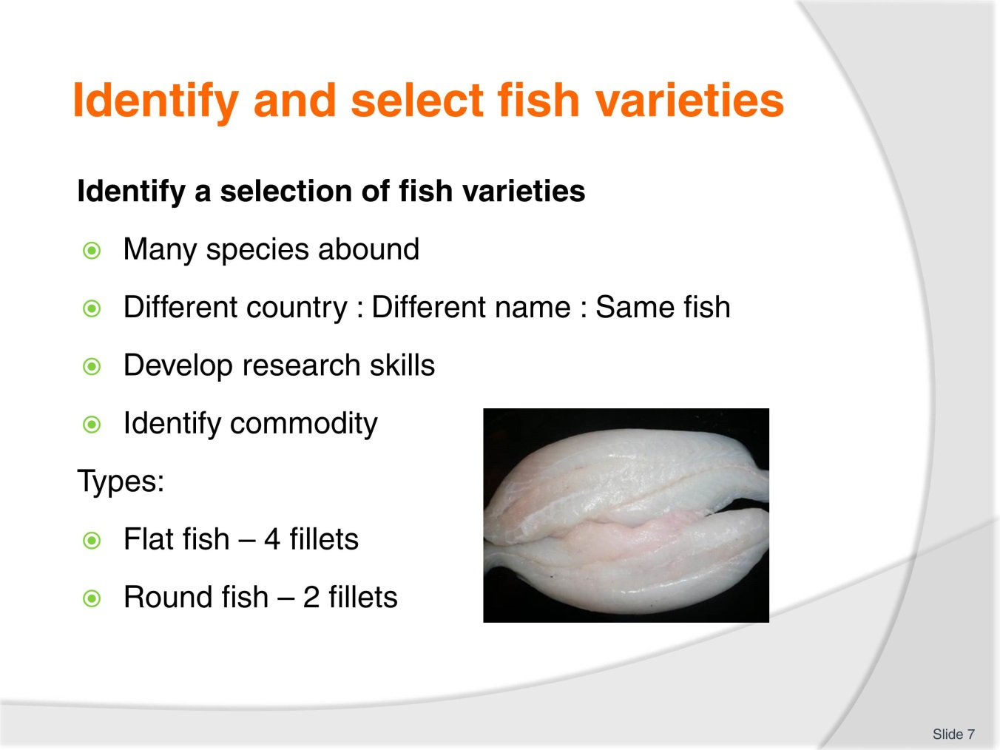 Identify and select fish varieties
Identify a selection of fish varieties
Many species abound
Different country : Different name : Same fish
Develop research skills
Identify commodity
Types:
Flat fish – 4 fillets
Round fish – 2 fillets
Slide 7